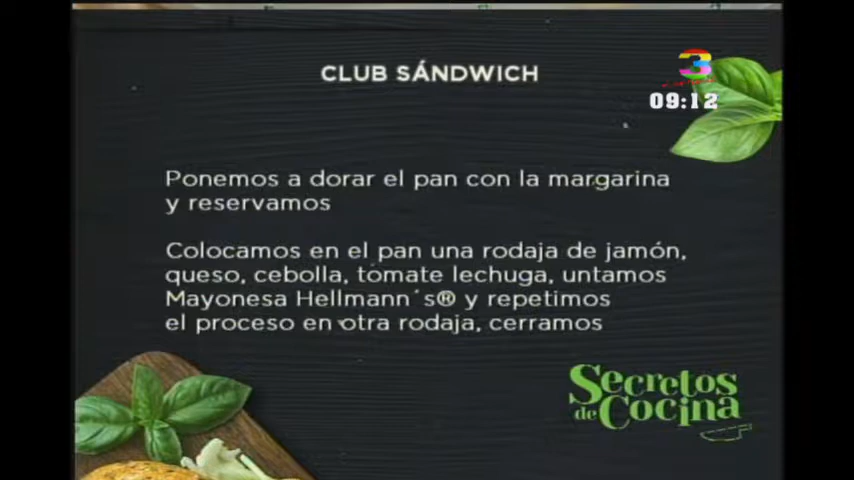 CLUB SÁNDWICH
3
09:12
Ponemos a dorar el pan con la margarina
y reservamos
Colocamos en el pan una rodaja de jamón,
queso, cebolla, tomate lechuga, untamos
Mayonesa Hellmann´s® y repetimos
el proceso en otra rodaja, cerramos
Secretos
de Cocina